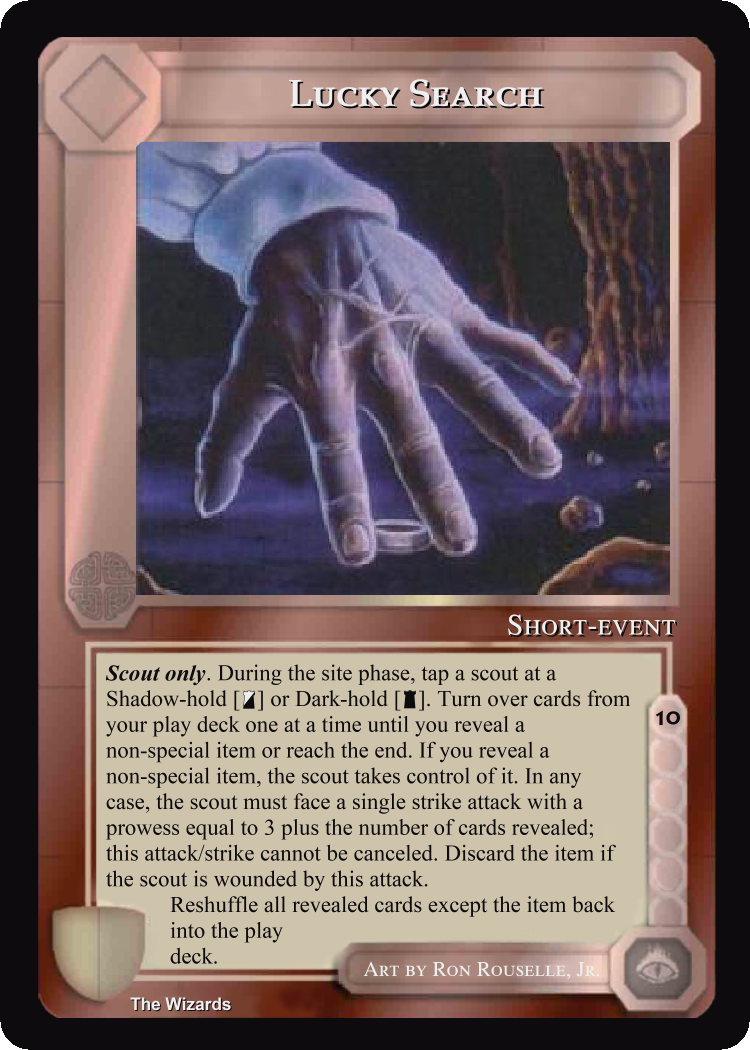 Lucky Search
Short-event
Scout only. During the site phase, tap a scout at a
Shadow-hold [ ] or Dark-hold [ ]. Turn over cards from
your play deck one at a time until you reveal a
non-special item or reach the end. If you reveal a
non-special item, the scout takes control of it. In any
case, the scout must face a single strike attack with a
prowess equal to 3 plus the number of cards revealed;
this attack/strike cannot be canceled. Discard the item if
the scout is wounded by this attack.
Reshuffle all revealed cards except the item back
into the play
deck.
10
Art by Ron Rouselle, Jr.
The Wizards